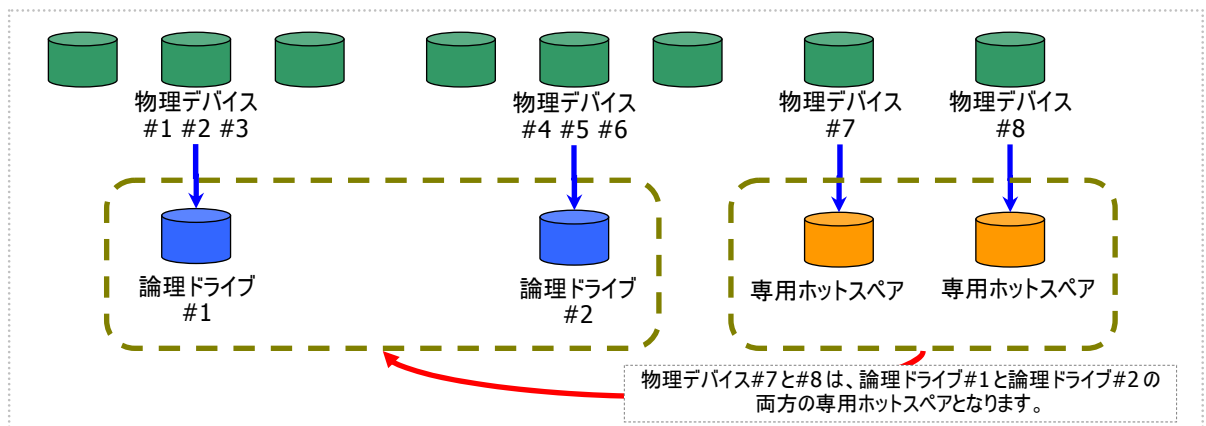 物理デバイス
#1 #2 #3
物理デバイス
#4 #5 #6
物理デバイス
#7
物理デバイス
#8
論理ドライブ
#1
論理ドライブ
#2
専用ホットスペア
専用ホットスペア
物理デバイス#7と#8は、論理ドライブ#1と論理ドライブ#2の
両方の専用ホットスペアとなります。